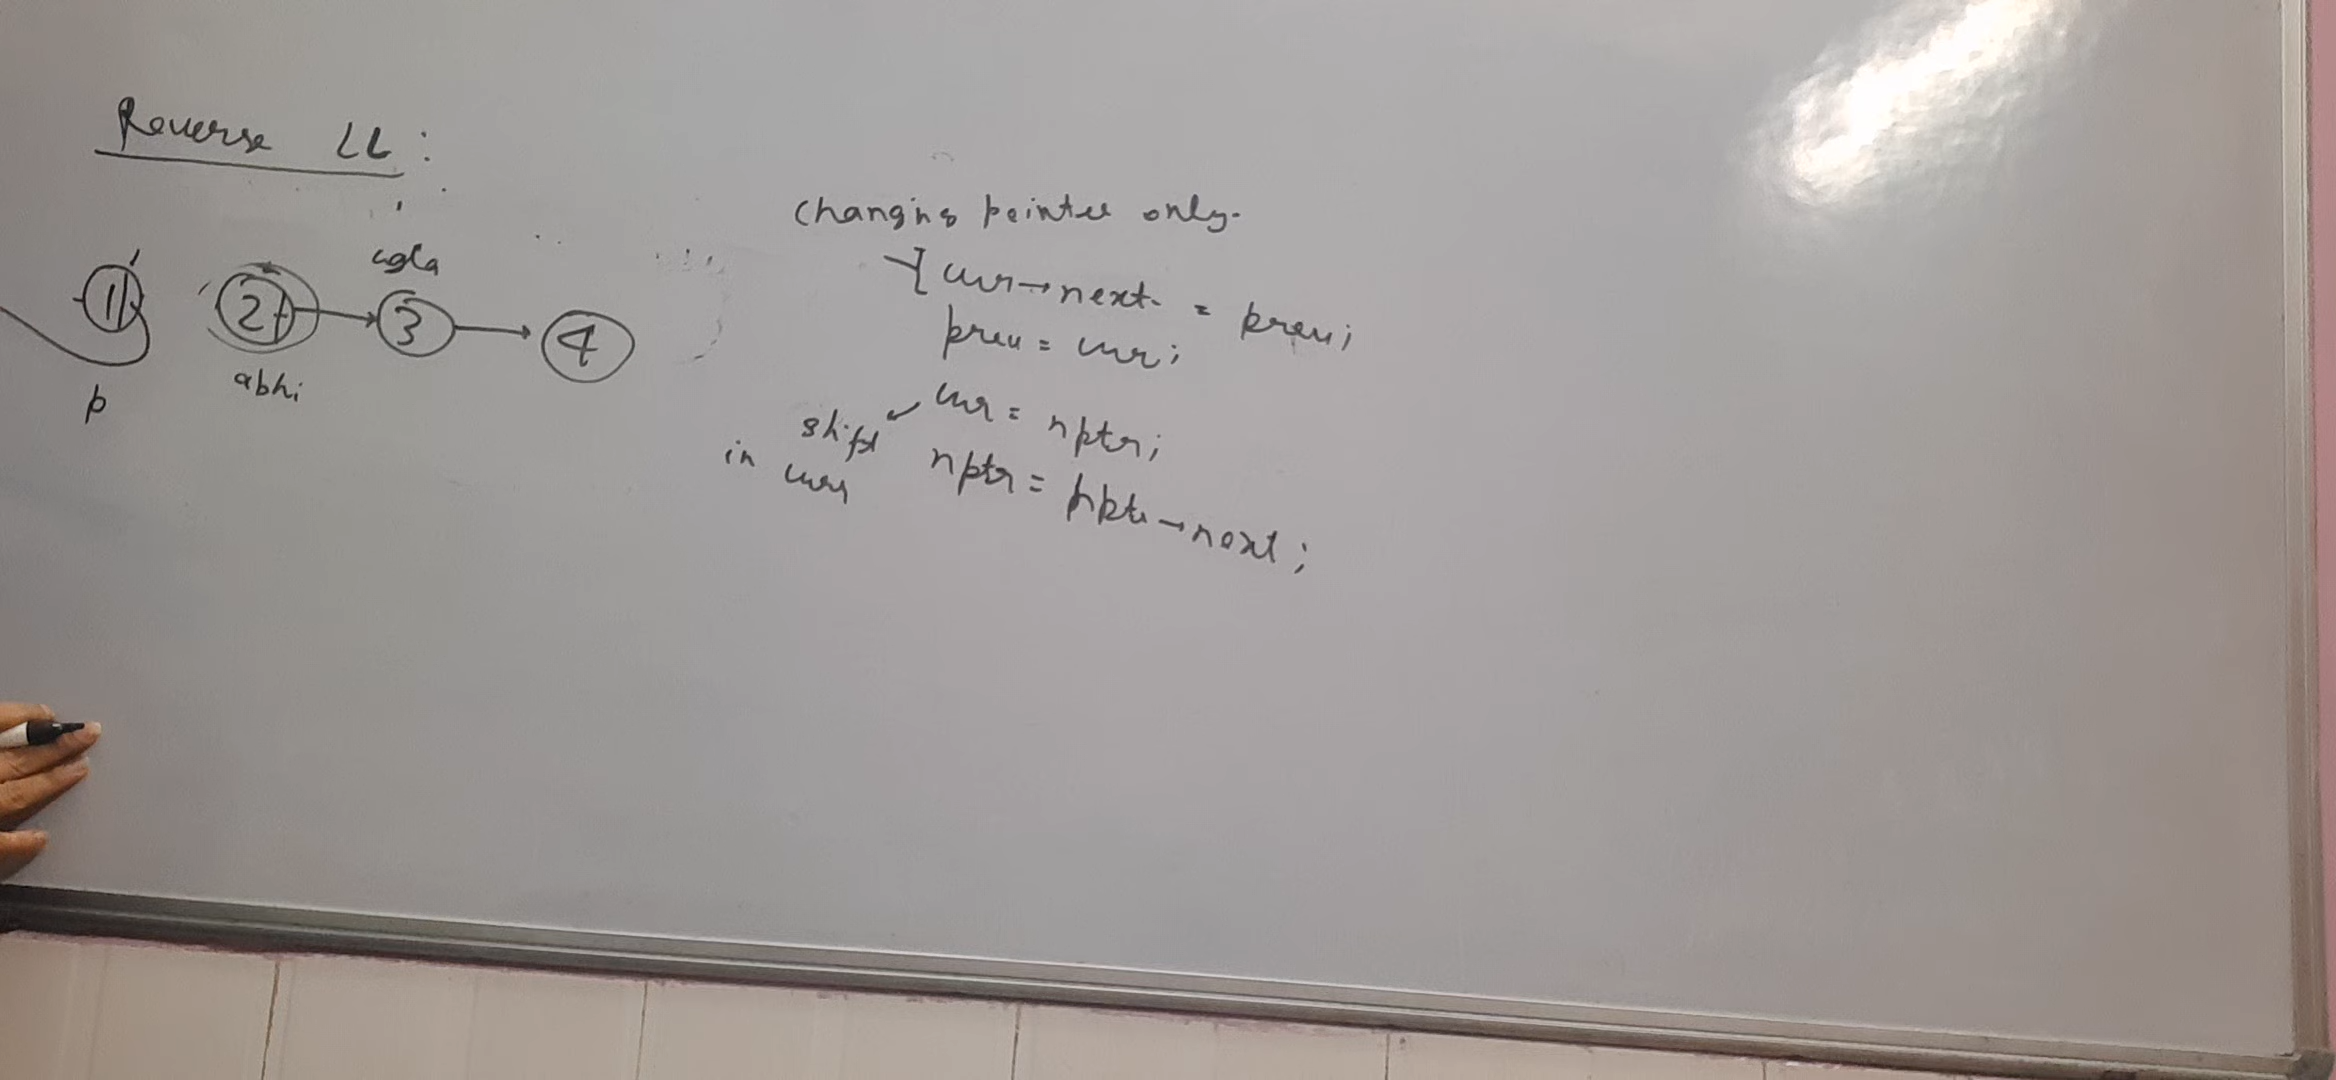 Reverse LL :
1 2 3 4
agla
p
abhi
Changing pointer only.
{ curr→next = prev;
prev = curr;
curr = nptr;
shift
in curr
nptr = nptr→next;